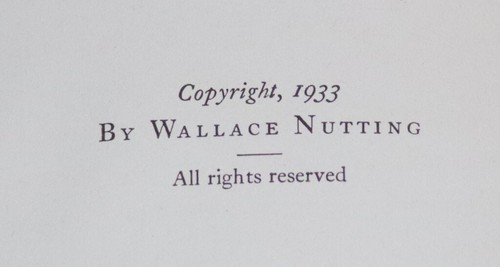 Copyright, 1933
By Wallace Nutting
All rights reserved